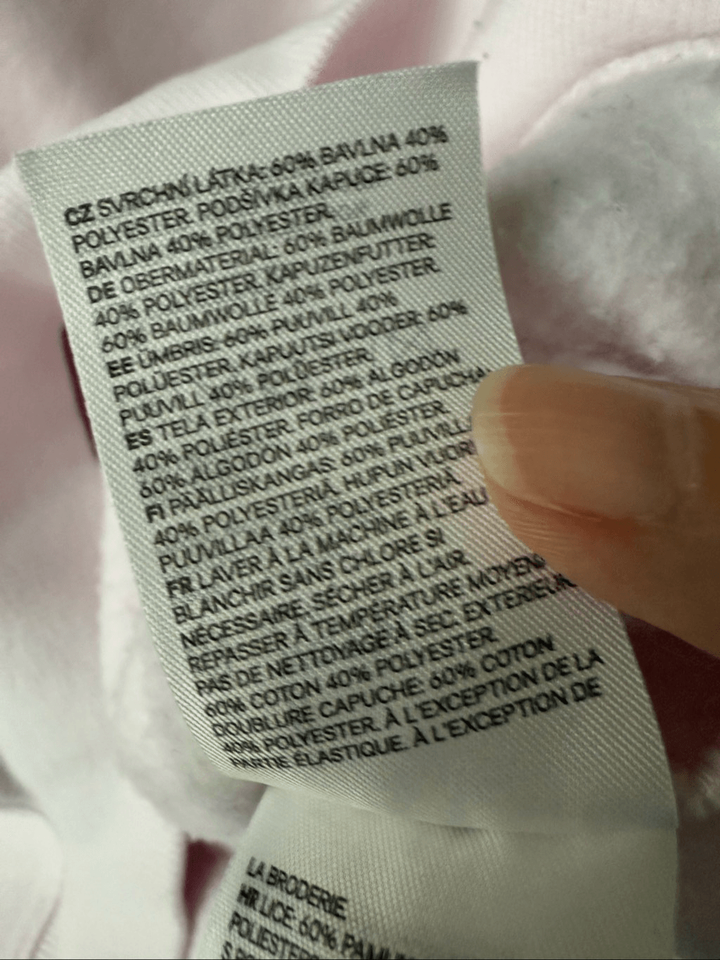 CZ SVRCHNÍ LÁTKA: 60% BAVLNA 40%
POLYESTER. PODŠÍVKA KAPUCE: 60%
BAVLNA 40% POLYESTER.
DE OBERMATERIAL: 60% BAUMWOLLE
40% POLYESTER. KAPUZENFUTTER:
60% BAUMWOLLE 40% POLYESTER.
EE ÜMBRIS: 60% PUUVILL 40%
POLÜESTER. KAPUUTSI VOODER: 60%
PUUVILL 40% POLÜESTER.
ES TELA EXTERIOR: 60% ALGODÓN
40% POLIÉSTER. FORRO DE CAPUCHA:
60% ALGODÓN 40% POLIÉSTER.
FI PÄÄLLISKANGAS: 60% PUUVILLA
40% POLYESTERIÄ. HUPUN
PUUVILLAA 40% POLYESTERIÄ.
FR LAVER À LA MACHINE À L'EAU
BLANCHIR SANS CHLORE SI
NÉCESSAIRE. SÉCHER À L'AIR.
REPASSER À TEMPÉRATURE
PAS DE NETTOYAGE À SEC. EXTERIEUR:
60% COTON 40% POLYESTER.
DOUBLURE CAPUCHE: 60% COTON
40% POLYESTER. À L'EXCEPTION DE LA
PARTIE ÉLASTIQUE. À L'EXCEPTION DE
LA BRODERIE
HR LICE: 60%